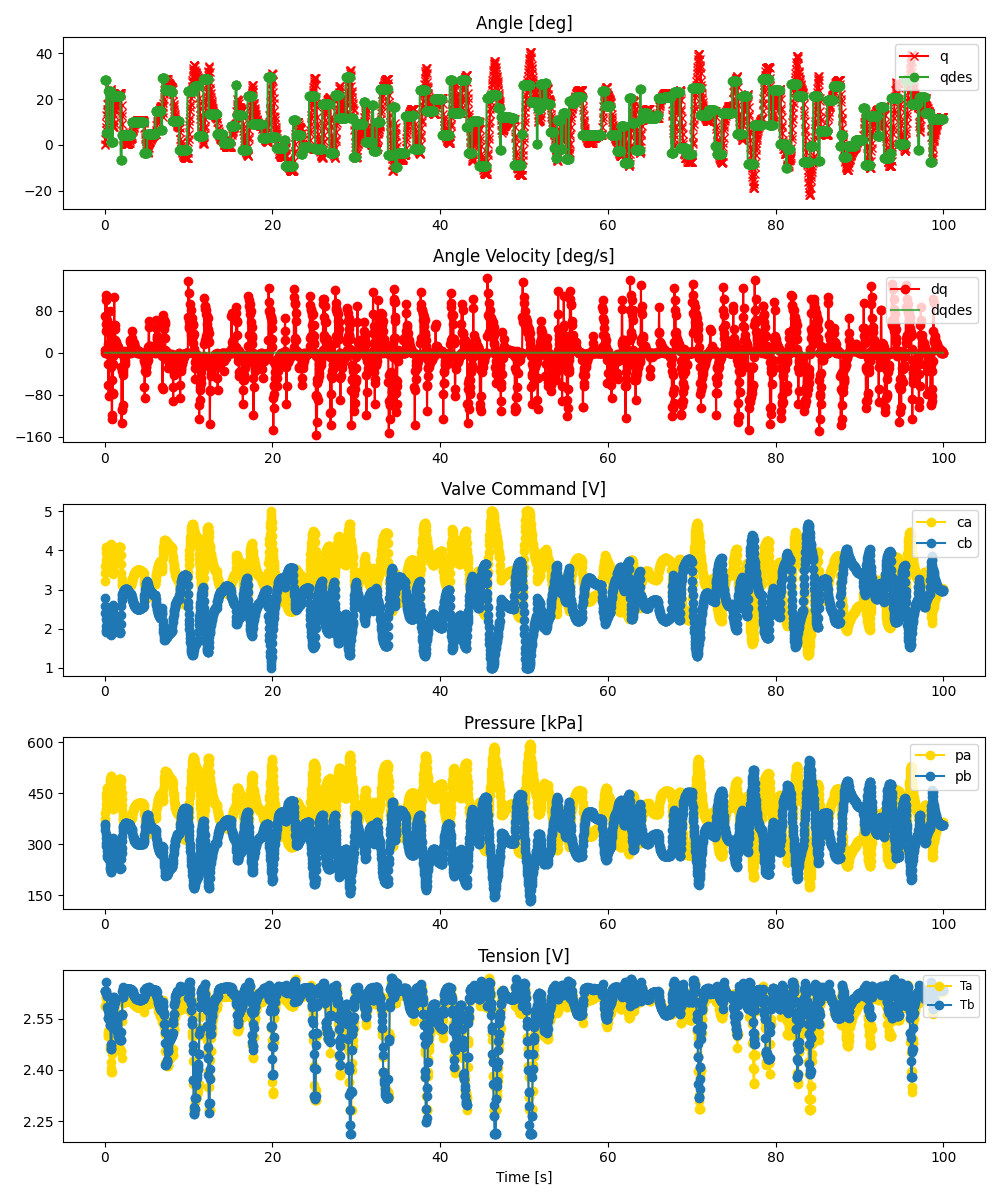 Angle [deg]
40
20
0
−20
q
qdes
0 20 40 60 80 100
Angle Velocity [deg/s]
80
0
−80
−160
dq
dqdes
0 20 40 60 80 100
Valve Command [V]
5
4
3
2
1
ca
cb
0 20 40 60 80 100
Pressure [kPa]
600
450
300
150
pa
pb
0 20 40 60 80 100
Tension [V]
2.55
2.40
2.25
Ta
Tb
0 20 40 60 80 100
Time [s]